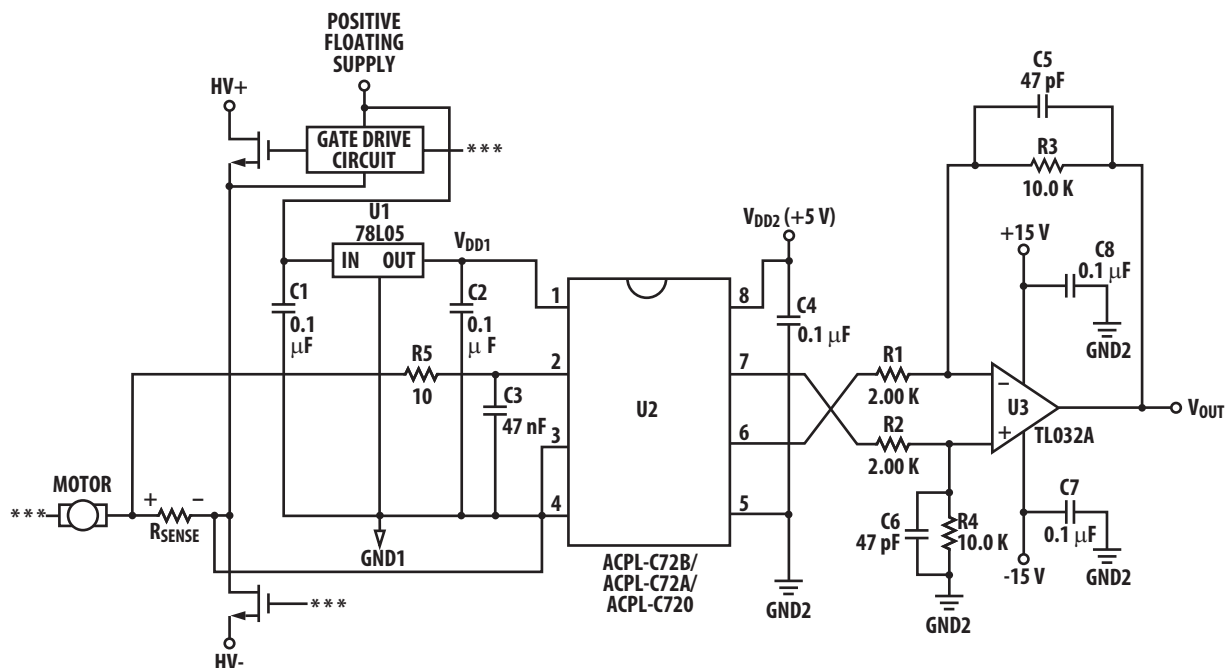 POSITIVE
FLOATING
SUPPLY
HV+
GATE DRIVE
CIRCUIT
***
U1
78L05
IN OUT
VDD1
C1
0.1
μF
C2
0.1
μ F
R5
10
C3
47 nF
MOTOR
***
+
−
RSENSE
GND1
***
HV-
1
2
3
4
8
7
6
5
U2
ACPL-C72B/
ACPL-C72A/
ACPL-C720
VDD2 (+5 V)
C4
0.1 μF
GND2
R1
2.00 K
R2
2.00 K
C5
47 pF
R3
10.0 K
+15 V
C8
0.1 μF
GND2
−
+
U3
TL032A
VOUT
C6
47 pF
R4
10.0 K
GND2
C7
0.1 μF
GND2
-15 V